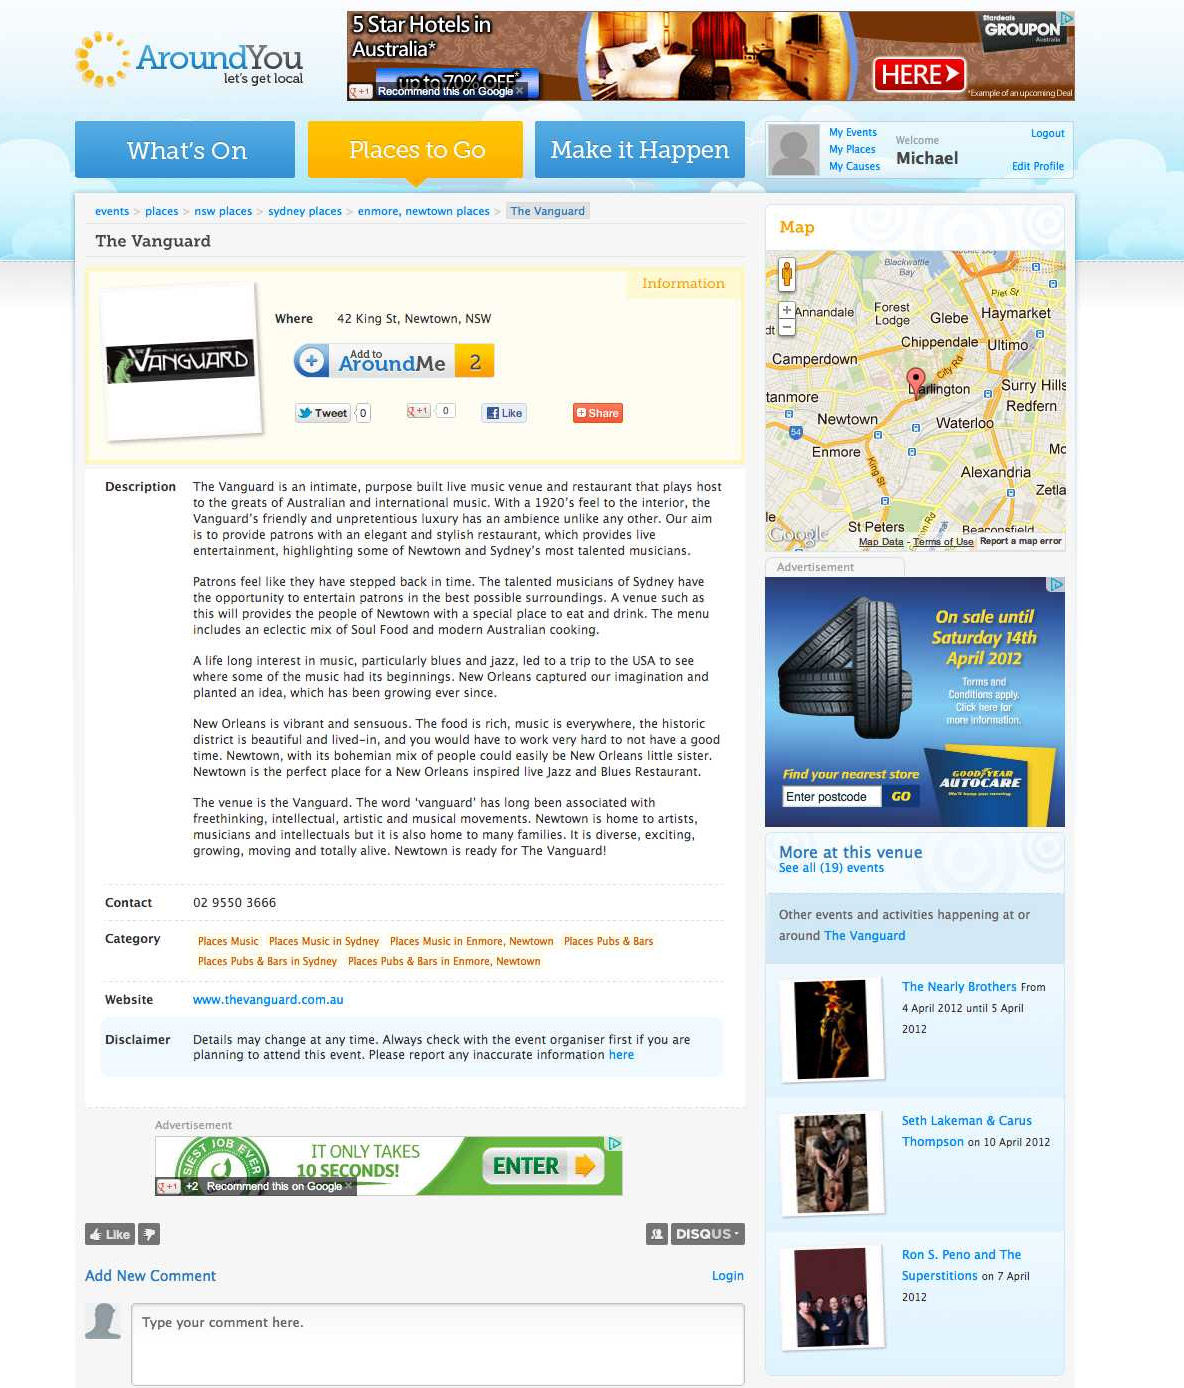 AroundYou
let's get local
5 Star Hotels in
Australia*
up to 70% OFF*
Recommend this on Google
Stardeals
GROUPON
Australia
HERE
*Example of an upcoming Deal
What's On
Places to Go
Make it Happen
My Events
My Places
My Causes
Welcome
Michael
Logout
Edit Profile
events > places > nsw places > sydney places > enmore, newtown places > The Vanguard
The Vanguard
Information
VANGUARD
Where 42 King St, Newtown, NSW
Add to
AroundMe 2
Tweet 0
+1 0
Like
Share
Description The Vanguard is an intimate, purpose built live music venue and restaurant that plays host
to the greats of Australian and international music. With a 1920's feel to the interior, the
Vanguard's friendly and unpretentious luxury has an ambience unlike any other. Our aim
is to provide patrons with an elegant and stylish restaurant, which provides live
entertainment, highlighting some of Newtown and Sydney's most talented musicians.
Patrons feel like they have stepped back in time. The talented musicians of Sydney have
the opportunity to entertain patrons in the best possible surroundings. A venue such as
this will provides the people of Newtown with a special place to eat and drink. The menu
includes an eclectic mix of Soul Food and modern Australian cooking.
A life long interest in music, particularly blues and jazz, led to a trip to the USA to see
where some of the music had its beginnings. New Orleans captured our imagination and
planted an idea, which has been growing ever since.
New Orleans is vibrant and sensuous. The food is rich, music is everywhere, the historic
district is beautiful and lived-in, and you would have to work very hard to not have a good
time. Newtown, with its bohemian mix of people could easily be New Orleans little sister.
Newtown is the perfect place for a New Orleans inspired live Jazz and Blues Restaurant.
The venue is the Vanguard. The word 'vanguard' has long been associated with
freethinking, intellectual, artistic and musical movements. Newtown is home to artists,
musicians and intellectuals but it is also home to many families. It is diverse, exciting,
growing, moving and totally alive. Newtown is ready for The Vanguard!
Contact 02 9550 3666
Category Places Music Places Music in Sydney Places Music in Enmore, Newtown Places Pubs & Bars
Places Pubs & Bars in Sydney Places Pubs & Bars in Enmore, Newtown
Website www.thevanguard.com.au
Disclaimer Details may change at any time. Always check with the event organiser first if you are
planning to attend this event. Please report any inaccurate information here
Advertisement
IT ONLY TAKES
10 SECONDS!
ENTER
+1 +2 Recommend this on Google
Like
DISQUS
Add New Comment
Login
Type your comment here.
Map
Blackwattle
Bay
Pier St
Annandale
Forest
Lodge
Glebe
Haymarket
Chippendale
Ultimo
Camperdown
City Rd
Darlington
Surry Hills
tanmore
Redfern
Newtown
Waterloo
54
Enmore
King St
Alexandria
Zetla
St Peters
Beaconsfield
Google
Map Data - Terms of Use Report a map error
Advertisement
On sale until
Saturday 14th
April 2012
Terms and
Conditions apply.
Click here for
more information.
Find your nearest store
Enter postcode GO
GOODYEAR
AUTOCARE
More at this venue
See all (19) events
Other events and activities happening at or
around The Vanguard
The Nearly Brothers From
4 April 2012 until 5 April
2012
Seth Lakeman & Carus
Thompson on 10 April 2012
Ron S. Peno and The
Superstitions on 7 April
2012